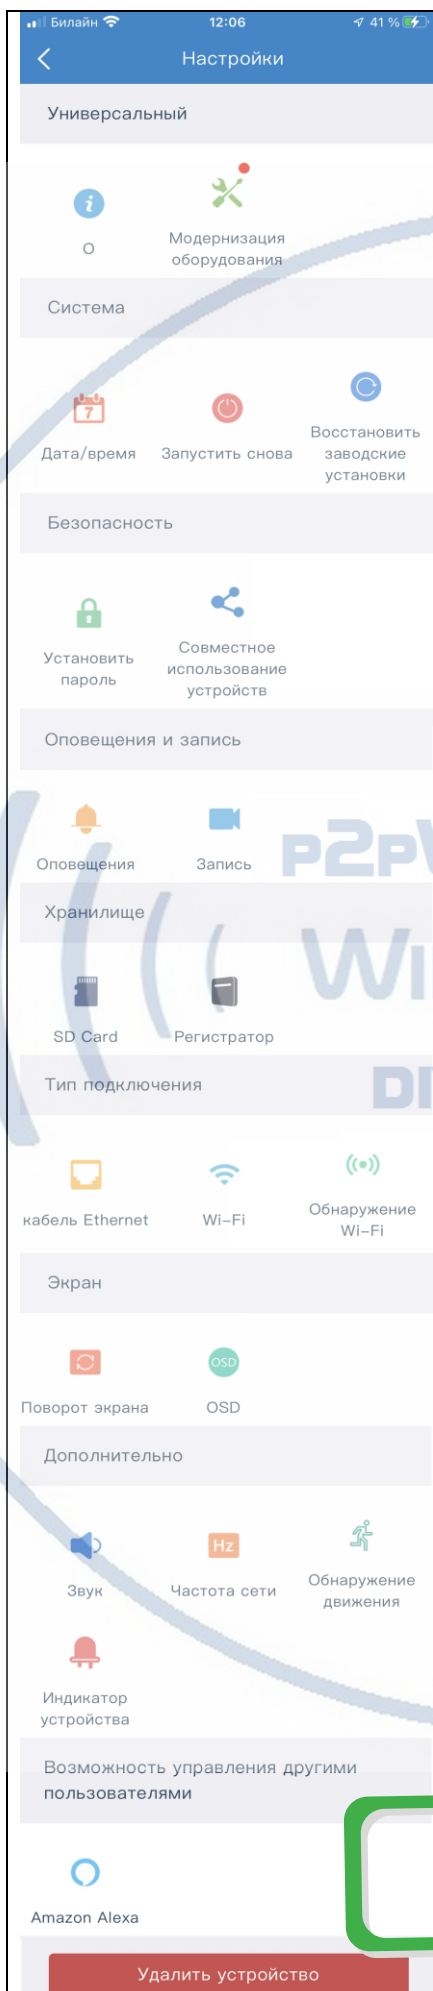 Билайн 12:06 41 %
Настройки
Универсальный
О
Модернизация
оборудования
Система
7
Дата/время
Запустить снова
Восстановить
заводские
установки
Безопасность
Установить
пароль
Совместное
использование
устройств
Оповещения и запись
Оповещения
Запись
P2P
Хранилище
Wi
SD Card
Регистратор
Тип подключения
кабель Ethernet
Wi-Fi
Обнаружение
Wi-Fi
Экран
OSD
Поворот экрана
OSD
Дополнительно
Hz
Звук
Частота сети
Обнаружение
движения
Индикатор
устройства
Возможность управления другими
пользователями
Amazon Alexa
Удалить устройство